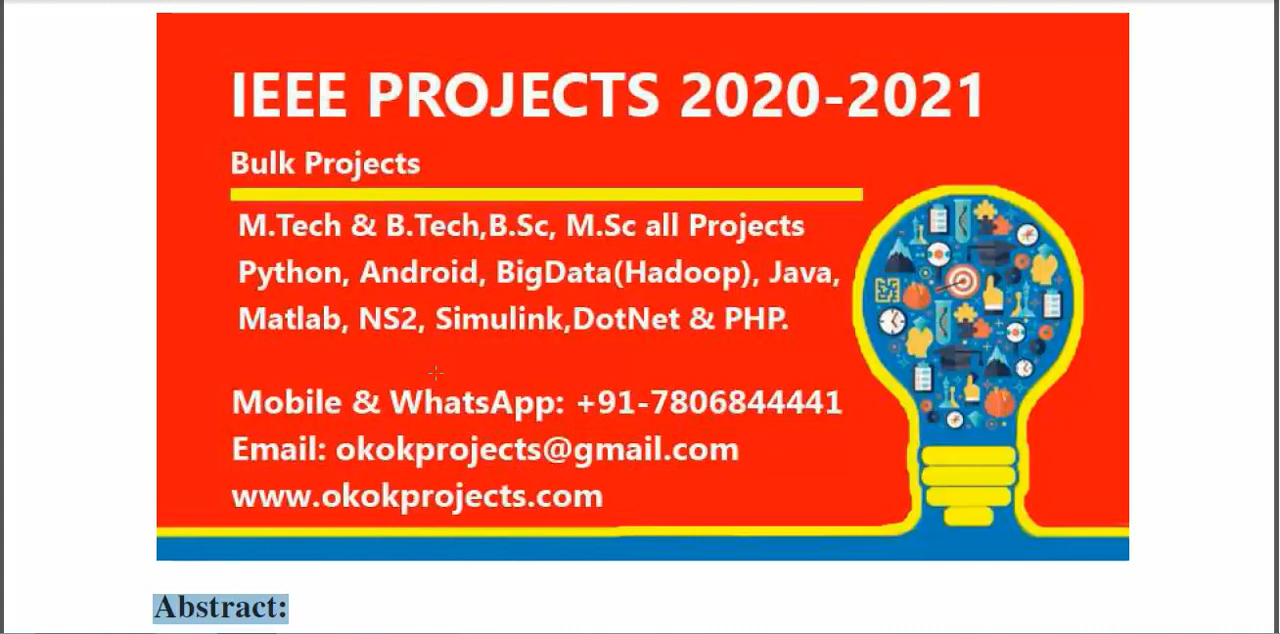 IEEE PROJECTS 2020-2021
Bulk Projects
M.Tech & B.Tech,B.Sc, M.Sc all Projects
Python, Android, BigData(Hadoop), Java,
Matlab, NS2, Simulink,DotNet & PHP.
Mobile & WhatsApp: +91-7806844441
Email: okokprojects@gmail.com
www.okokprojects.com
Abstract: